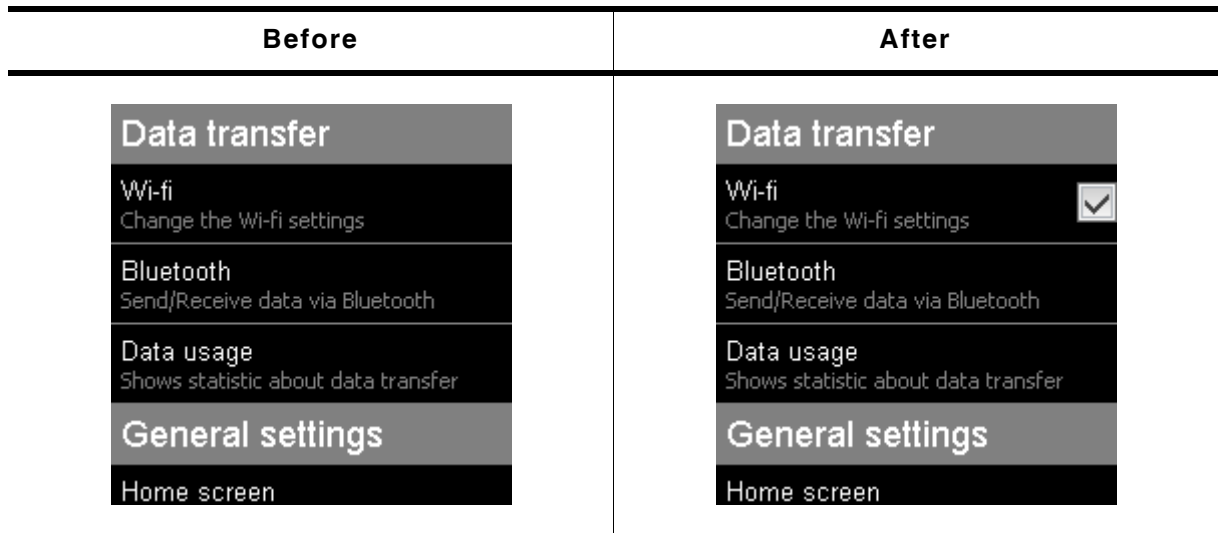 Before
After
Data transfer
Wi-fi
Change the Wi-fi settings
Bluetooth
Send/Receive data via Bluetooth
Data usage
Shows statistic about data transfer
General settings
Home screen
Data transfer
Wi-fi
Change the Wi-fi settings
Bluetooth
Send/Receive data via Bluetooth
Data usage
Shows statistic about data transfer
General settings
Home screen